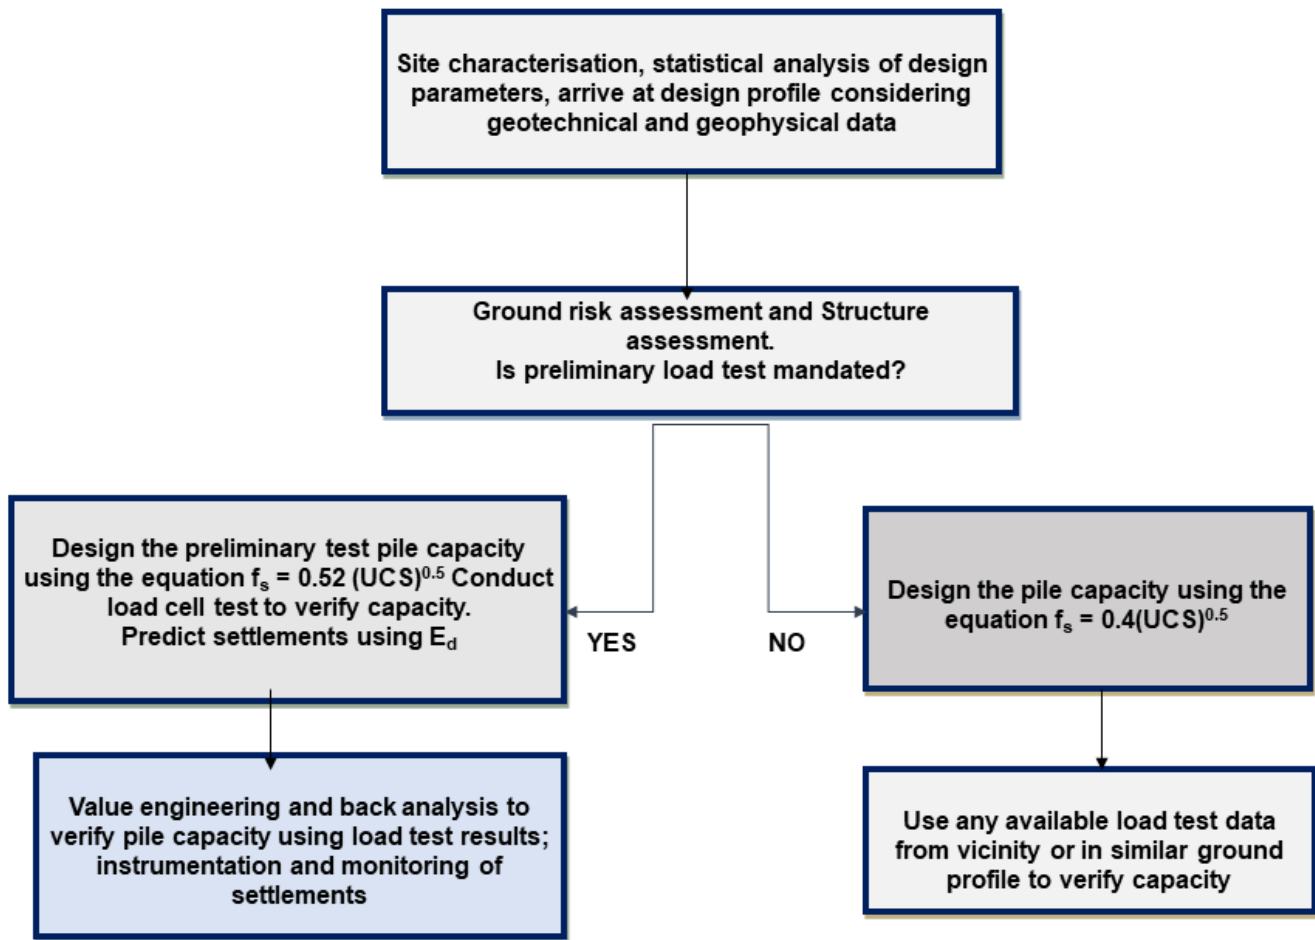 Site characterisation, statistical analysis of design
parameters, arrive at design profile considering
geotechnical and geophysical data
Ground risk assessment and Structure
assessment.
Is preliminary load test mandated?
Design the preliminary test pile capacity
using the equation fₛ = 0.52 (UCS)⁰·⁵ Conduct
load cell test to verify capacity.
Predict settlements using E_d
YES
NO
Design the pile capacity using the
equation fₛ = 0.4(UCS)⁰·⁵
Value engineering and back analysis to
verify pile capacity using load test results;
instrumentation and monitoring of
settlements
Use any available load test data
from vicinity or in similar ground
profile to verify capacity